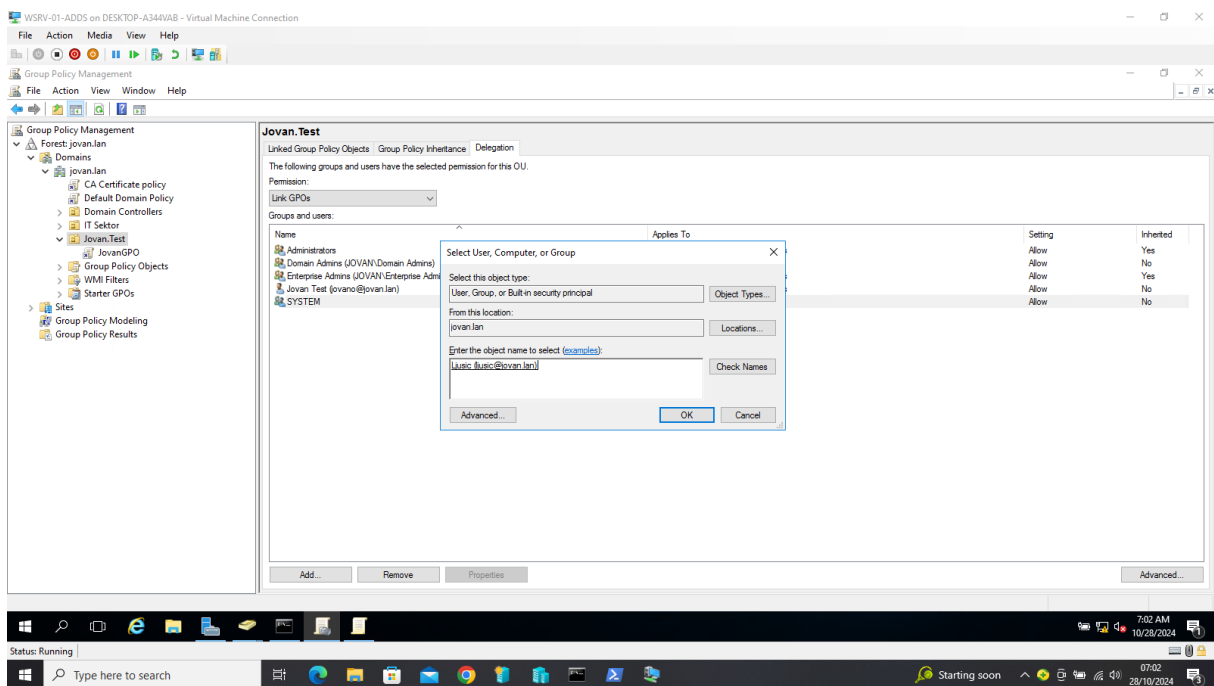 WSRV-01-ADDS on DESKTOP-A344VAB - Virtual Machine Connection
File Action Media View Help
Group Policy Management
File Action View Window Help
Group Policy Management
Forest: jovan.lan
Domains
jovan.lan
CA Certificate policy
Default Domain Policy
Domain Controllers
IT Sektor
Jovan.Test
JovanGPO
Group Policy Objects
WMI Filters
Starter GPOs
Sites
Group Policy Modeling
Group Policy Results
Jovan.Test
Linked Group Policy Objects Group Policy Inheritance Delegation
The following groups and users have the selected permission for this OU.
Permission:
Link GPOs
Groups and users:
Name Applies To Setting Inherited
Administrators Allow Yes
Domain Admins (JOVAN\Domain Admins) Allow No
Enterprise Admins (JOVAN\Enterprise Admi Allow Yes
Jovan Test (jovano@jovan.lan) Allow No
SYSTEM Allow No
Select User, Computer, or Group
Select this object type:
User, Group, or Built-in security principal Object Types...
From this location:
jovan.lan Locations...
Enter the object name to select (examples):
Check Names
Advanced... OK Cancel
Add... Remove Properties Advanced...
7:02 AM
10/28/2024
1
Status: Running
Type here to search
Starting soon
07:02
28/10/2024
3